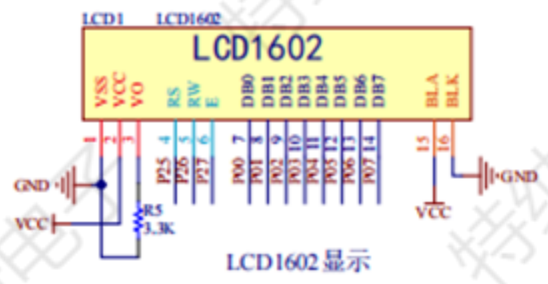 LCD1 LCD1602
LCD1602
VSS VCC VO RS RW E DB0 DB1 DB2 DB3 DB4 DB5 DB6 DB7 BLA BLK
1 2 3 4 5 6 7 8 9 10 11 12 13 14 15 16
P25 P26 P27 P00 P01 P02 P03 P04 P05 P06 P07
GND GND
VCC VCC
R5
3.3K
LCD1602显示